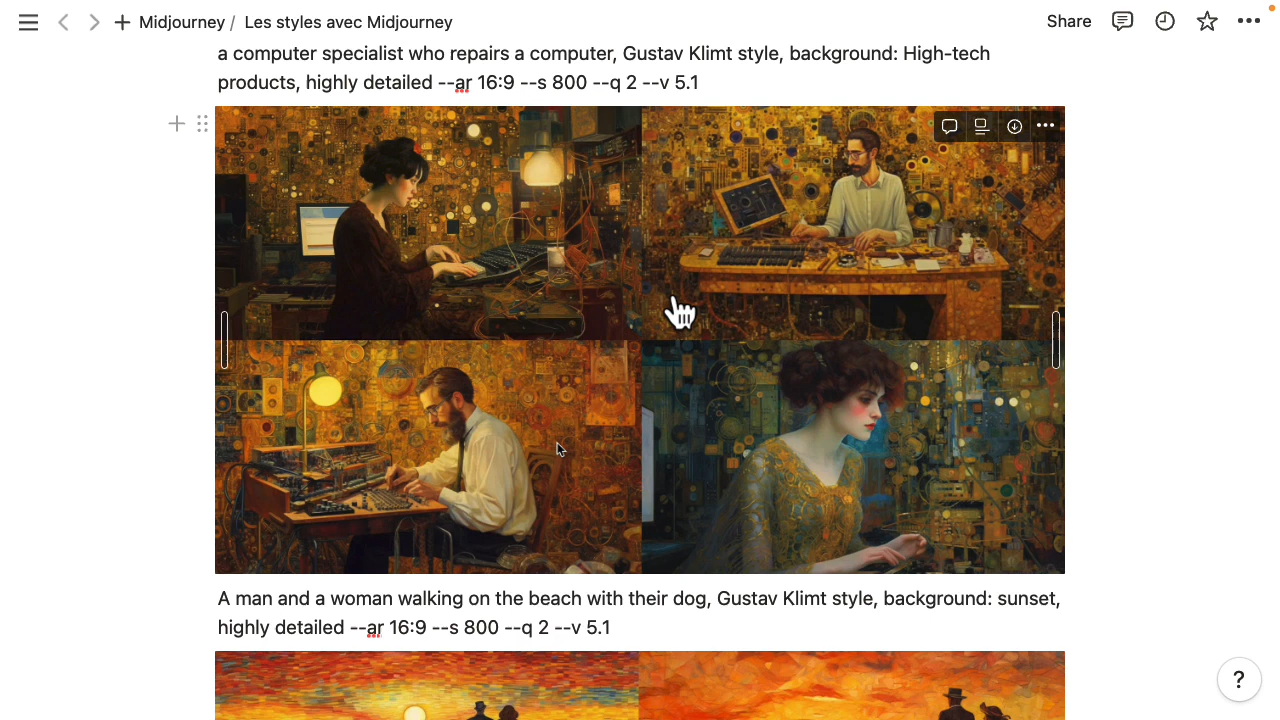 Midjourney / Les styles avec Midjourney
Share
a computer specialist who repairs a computer, Gustav Klimt style, background: High-tech
products, highly detailed --ar 16:9 --s 800 --q 2 --v 5.1
A man and a woman walking on the beach with their dog, Gustav Klimt style, background: sunset,
highly detailed --ar 16:9 --s 800 --q 2 --v 5.1
?